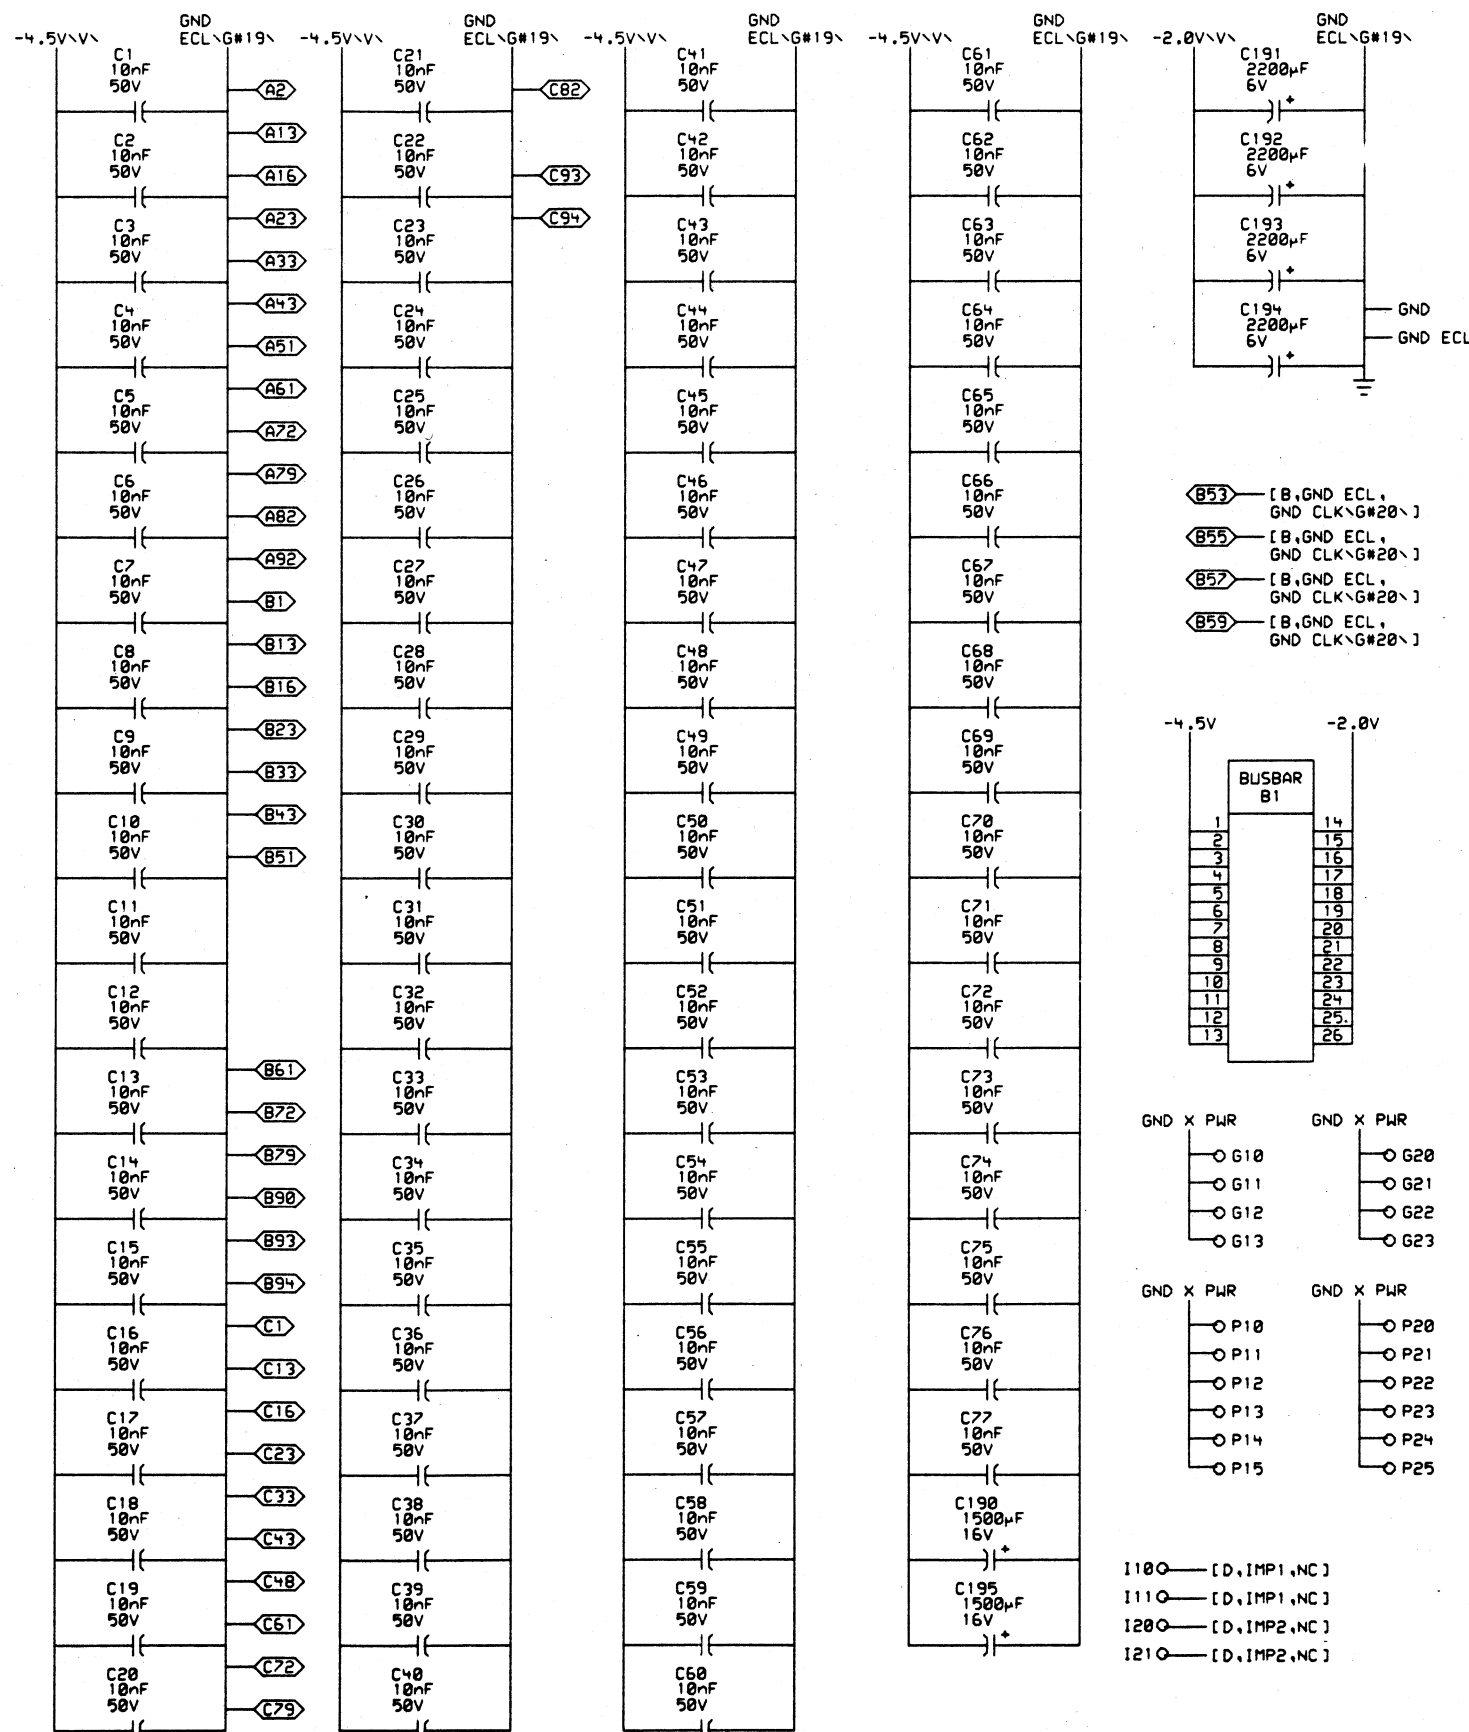 -4.5V\V\
GND
ECL\G#19\
C1
10nF
50V
C2
10nF
50V
C3
10nF
50V
C4
10nF
50V
C5
10nF
50V
C6
10nF
50V
C7
10nF
50V
C8
10nF
50V
C9
10nF
50V
C10
10nF
50V
C11
10nF
50V
C12
10nF
50V
C13
10nF
50V
C14
10nF
50V
C15
10nF
50V
C16
10nF
50V
C17
10nF
50V
C18
10nF
50V
C19
10nF
50V
C20
10nF
50V
A2
A13
A16
A23
A33
A43
A51
A61
A72
A79
A82
A92
B1
B13
B16
B23
B33
B43
B51
B61
B72
B79
B90
B93
B94
C1
C13
C16
C23
C33
C43
C48
C61
C72
C79
-4.5V\V\
GND
ECL\G#19\
C21
10nF
50V
C22
10nF
50V
C23
10nF
50V
C24
10nF
50V
C25
10nF
50V
C26
10nF
50V
C27
10nF
50V
C28
10nF
50V
C29
10nF
50V
C30
10nF
50V
C31
10nF
50V
C32
10nF
50V
C33
10nF
50V
C34
10nF
50V
C35
10nF
50V
C36
10nF
50V
C37
10nF
50V
C38
10nF
50V
C39
10nF
50V
C40
10nF
50V
C82
C93
C94
-4.5V\V\
GND
ECL\G#19\
C41
10nF
50V
C42
10nF
50V
C43
10nF
50V
C44
10nF
50V
C45
10nF
50V
C46
10nF
50V
C47
10nF
50V
C48
10nF
50V
C49
10nF
50V
C50
10nF
50V
C51
10nF
50V
C52
10nF
50V
C53
10nF
50V
C54
10nF
50V
C55
10nF
50V
C56
10nF
50V
C57
10nF
50V
C58
10nF
50V
C59
10nF
50V
C60
10nF
50V
-4.5V\V\
GND
ECL\G#19\
C61
10nF
50V
C62
10nF
50V
C63
10nF
50V
C64
10nF
50V
C65
10nF
50V
C66
10nF
50V
C67
10nF
50V
C68
10nF
50V
C69
10nF
50V
C70
10nF
50V
C71
10nF
50V
C72
10nF
50V
C73
10nF
50V
C74
10nF
50V
C75
10nF
50V
C76
10nF
50V
C77
10nF
50V
C190
1500µF
16V
+
C195
1500µF
16V
+
-2.0V\V\
GND
ECL\G#19\
C191
2200µF
6V
+
C192
2200µF
6V
+
C193
2200µF
6V
+
C194
2200µF
6V
+
GND
GND ECL
B53 [B,GND ECL,
GND CLK\G#20\]
B55 [B,GND ECL,
GND CLK\G#20\]
B57 [B,GND ECL,
GND CLK\G#20\]
B59 [B,GND ECL,
GND CLK\G#20\]
-4.5V -2.0V
BUSBAR
B1
1 14
2 15
3 16
4 17
5 18
6 19
7 20
8 21
9 22
10 23
11 24
12 25
13 26
GND X PWR
G10
G11
G12
G13
GND X PWR
G20
G21
G22
G23
GND X PWR
P10
P11
P12
P13
P14
P15
GND X PWR
P20
P21
P22
P23
P24
P25
I10 [D,IMP1,NC]
I11 [D,IMP1,NC]
I20 [D,IMP2,NC]
I21 [D,IMP2,NC]